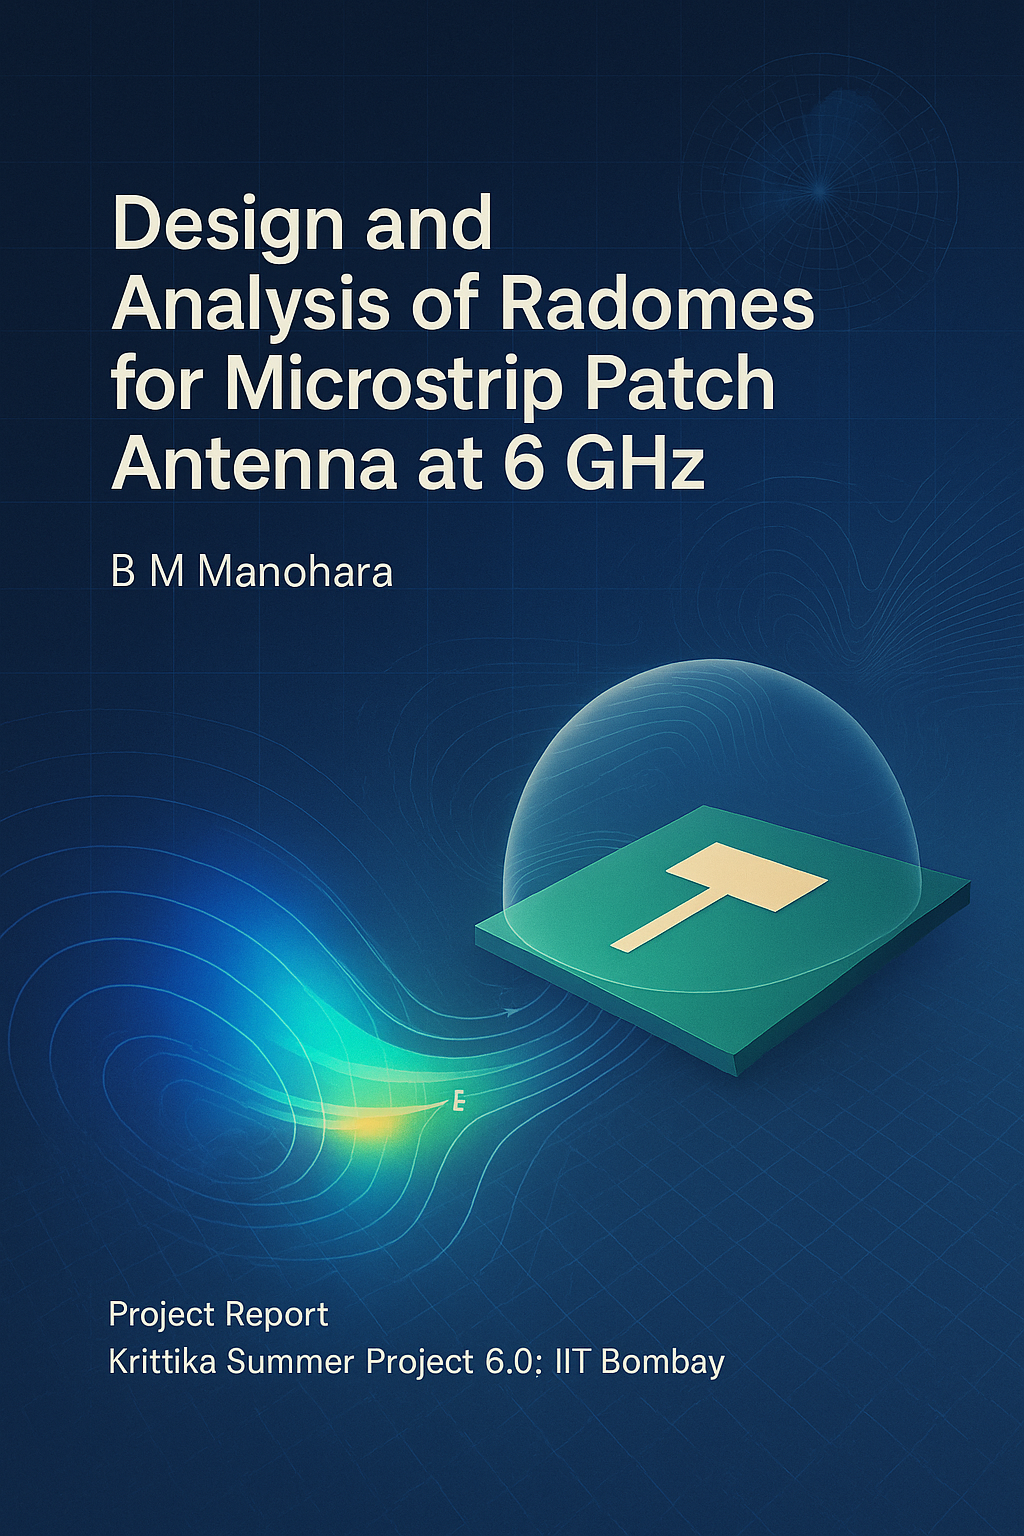 Design and
Analysis of Radomes
for Microstrip Patch
Antenna at 6 GHz
B M Manohara
E
Project Report
Krittika Summer Project 6.0; IIT Bombay